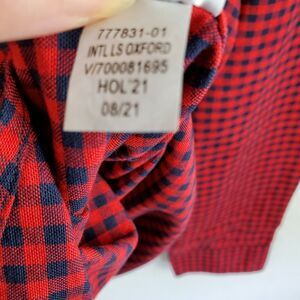 777831-01
INTL LS OXFORD
V/700081695
HOL'21
08/21